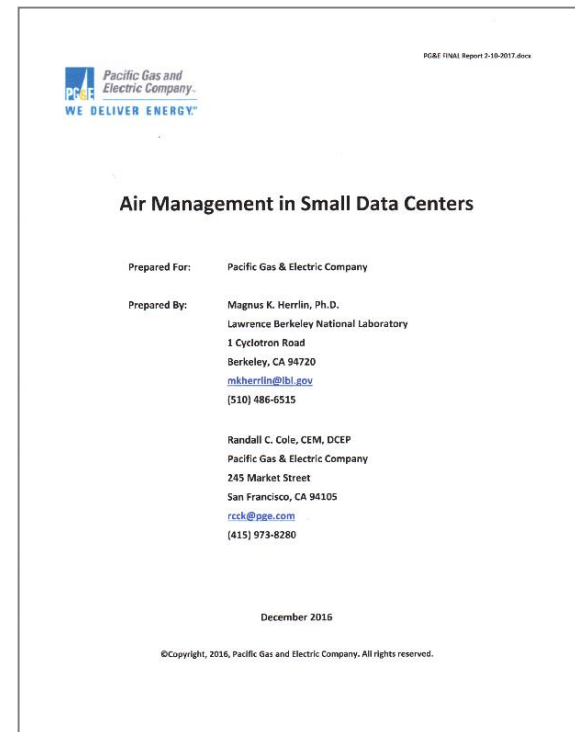 PG&E FINAL Report 2-10-2017.docx
Pacific Gas and
Electric Company®
PG&E
WE DELIVER ENERGY.™
Air Management in Small Data Centers
Prepared For: Pacific Gas & Electric Company
Prepared By: Magnus K. Herrlin, Ph.D.
Lawrence Berkeley National Laboratory
1 Cyclotron Road
Berkeley, CA 94720
mkherrlin@lbl.gov
(510) 486-6515
Randall C. Cole, CEM, DCEP
Pacific Gas & Electric Company
245 Market Street
San Francisco, CA 94105
rcck@pge.com
(415) 973-8280
December 2016
©Copyright, 2016, Pacific Gas and Electric Company. All rights reserved.